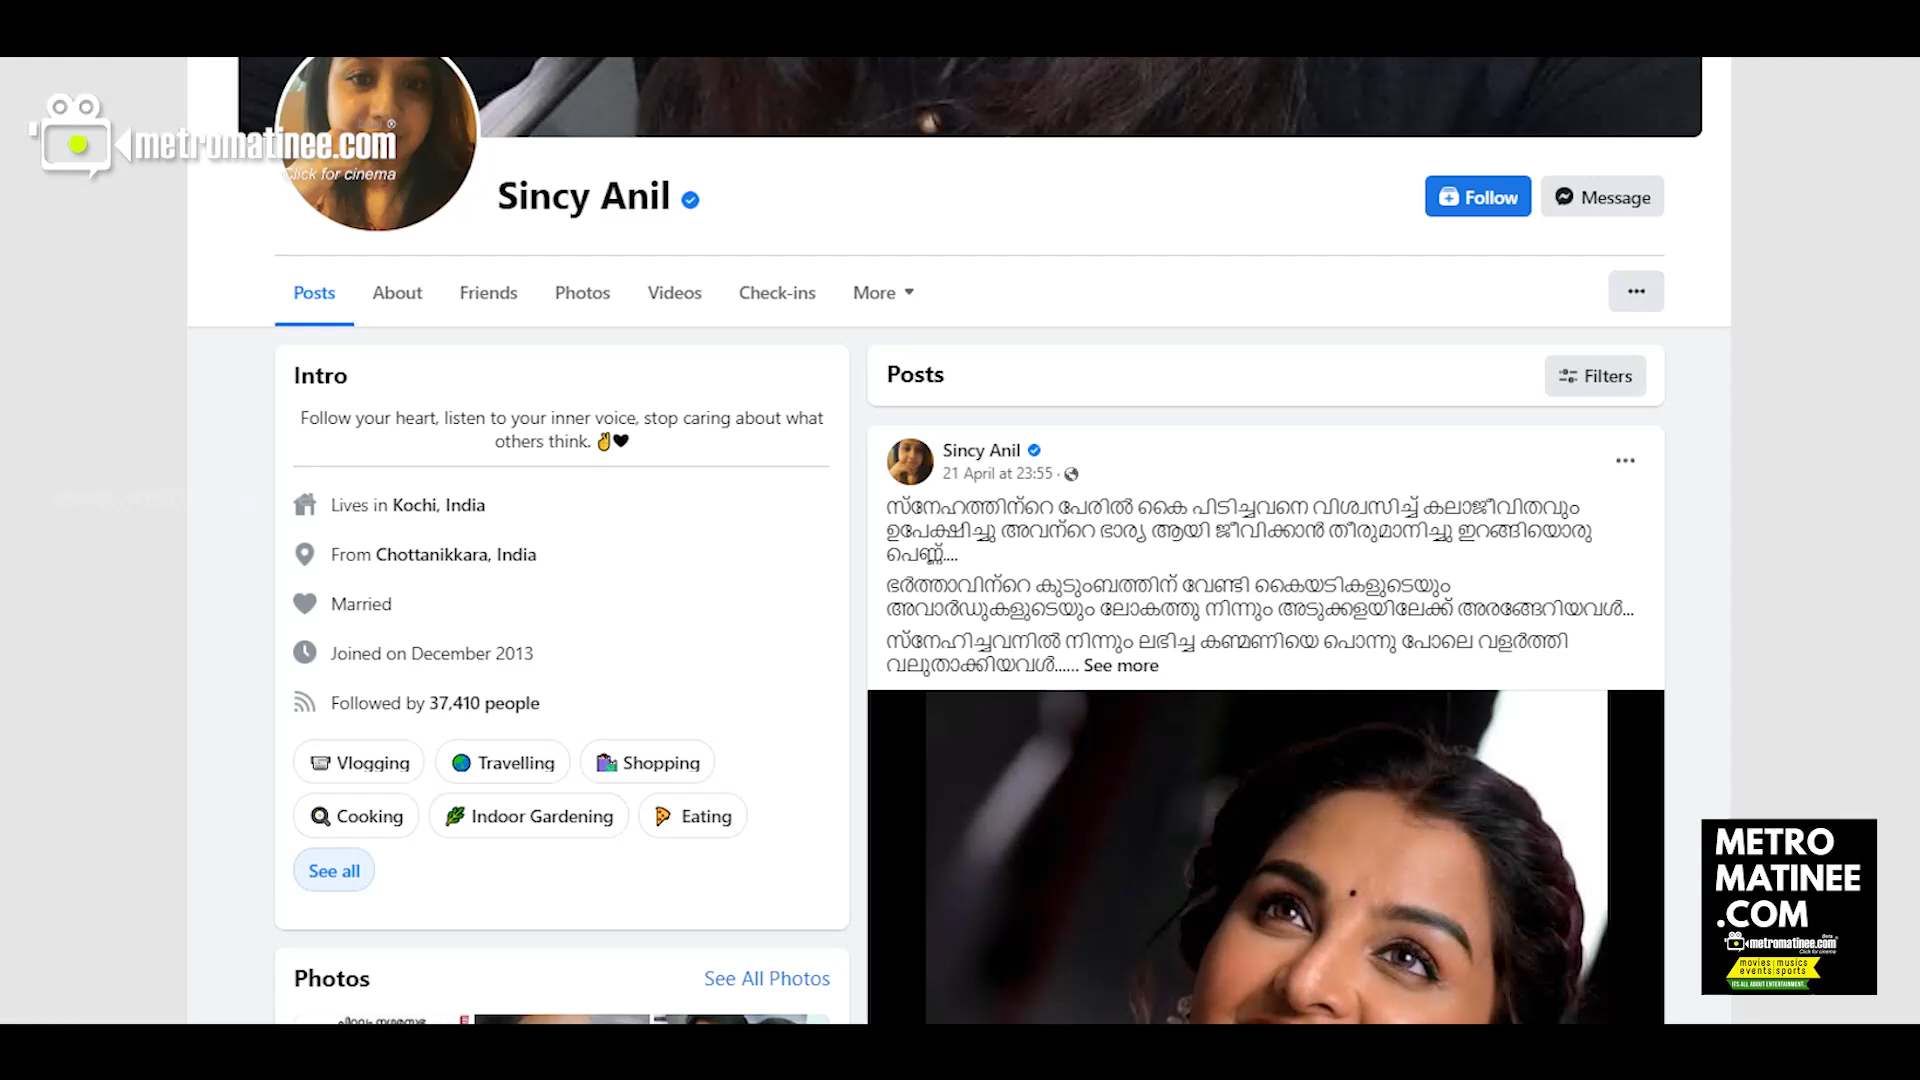 metromatinee.com
Click for cinema
Sincy Anil
Follow
Message
Posts
About
Friends
Photos
Videos
Check-ins
More
Intro
Follow your heart, listen to your inner voice, stop caring about what
others think. ✌🖤
Lives in Kochi, India
From Chottanikkara, India
Married
Joined on December 2013
Followed by 37,410 people
Vlogging
Travelling
Shopping
Cooking
Indoor Gardening
Eating
See all
Photos
See All Photos
Posts
Filters
Sincy Anil
21 April at 23:55 ·
സ്നേഹത്തിന്റെ പേരിൽ കൈ പിടിച്ചവനെ വിശ്വസിച്ച് കലാജീവിതവും
ഉപേക്ഷിച്ചു അവന്റെ ഭാര്യ ആയി ജീവിക്കാൻ തീരുമാനിച്ചു ഇറങ്ങിയൊരു
പെണ്ണ്....
ഭർത്താവിന്റെ കുടുംബത്തിന് വേണ്ടി കൈയടികളുടെയും
അവാർഡുകളുടെയും ലോകത്തു നിന്നും അടുക്കളയിലേക്ക് അരങ്ങേറിയവൾ...
സ്നേഹിച്ചവനിൽ നിന്നും ലഭിച്ച കണ്മണിയെ പൊന്നു പോലെ വളർത്തി
വലുതാക്കിയവൾ...... See more
METRO
MATINEE
.COM
metromatinee.com
Click for cinema
movies musics
events sports
ITS ALL ABOUT ENTERTAINMENT..